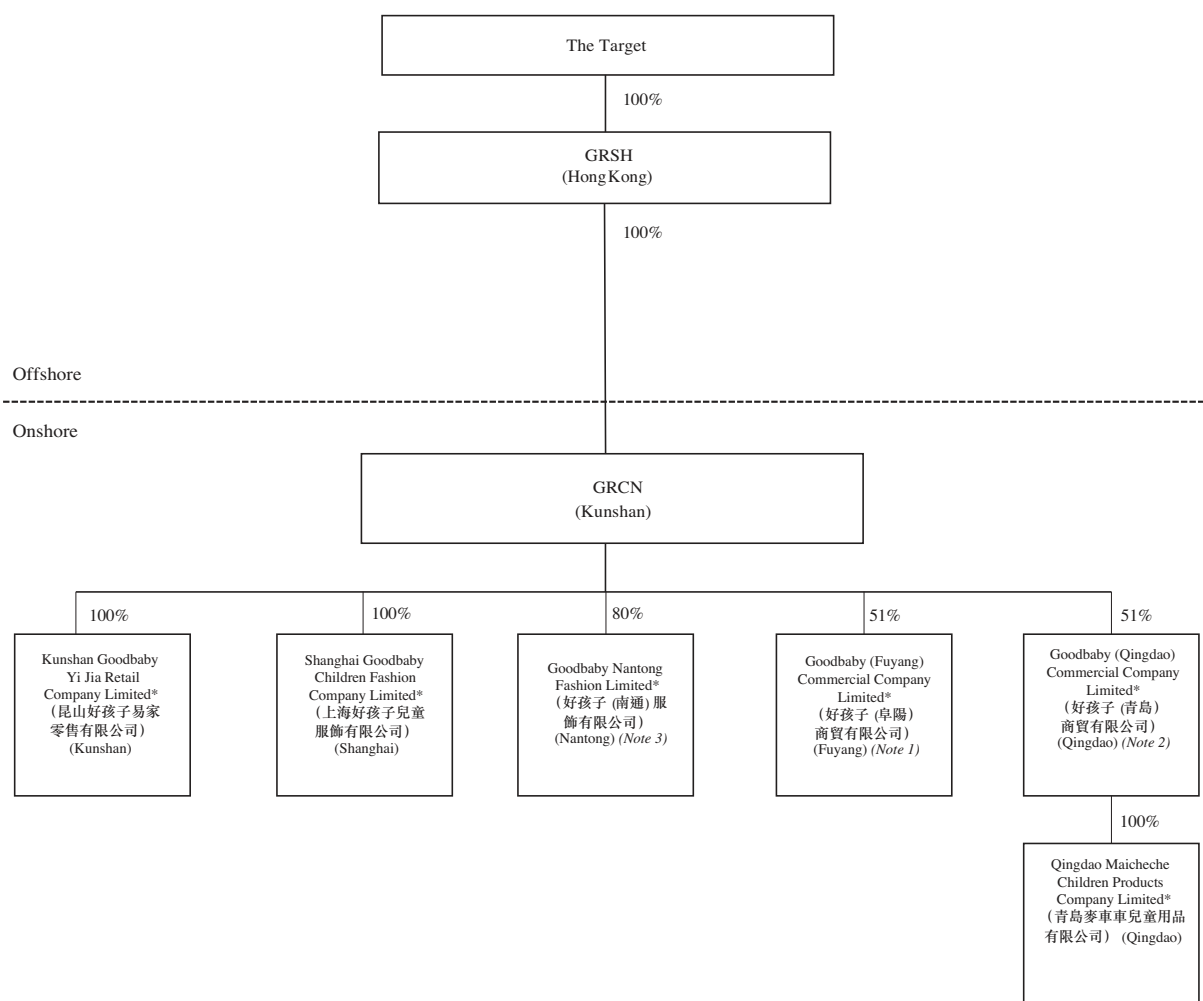 The Target
100%
GRSH
(Hong Kong)
100%
Offshore
Onshore
GRCN
(Kunshan)
100%
100%
80%
51%
51%
Kunshan Goodbaby
Yi Jia Retail
Company Limited*
(昆山好孩子易家
零售有限公司)
(Kunshan)
Shanghai Goodbaby
Children Fashion
Company Limited*
(上海好孩子兒童
服飾有限公司)
(Shanghai)
Goodbaby Nantong
Fashion Limited*
(好孩子 (南通) 服
飾有限公司)
(Nantong) (Note 3)
Goodbaby (Fuyang)
Commercial Company
Limited*
(好孩子 (阜陽)
商貿有限公司)
(Fuyang) (Note 1)
Goodbaby (Qingdao)
Commercial Company
Limited*
(好孩子 (青島)
商貿有限公司)
(Qingdao) (Note 2)
100%
Qingdao Maicheche
Children Products
Company Limited*
(青島麥車車兒童用品
有限公司) (Qingdao)